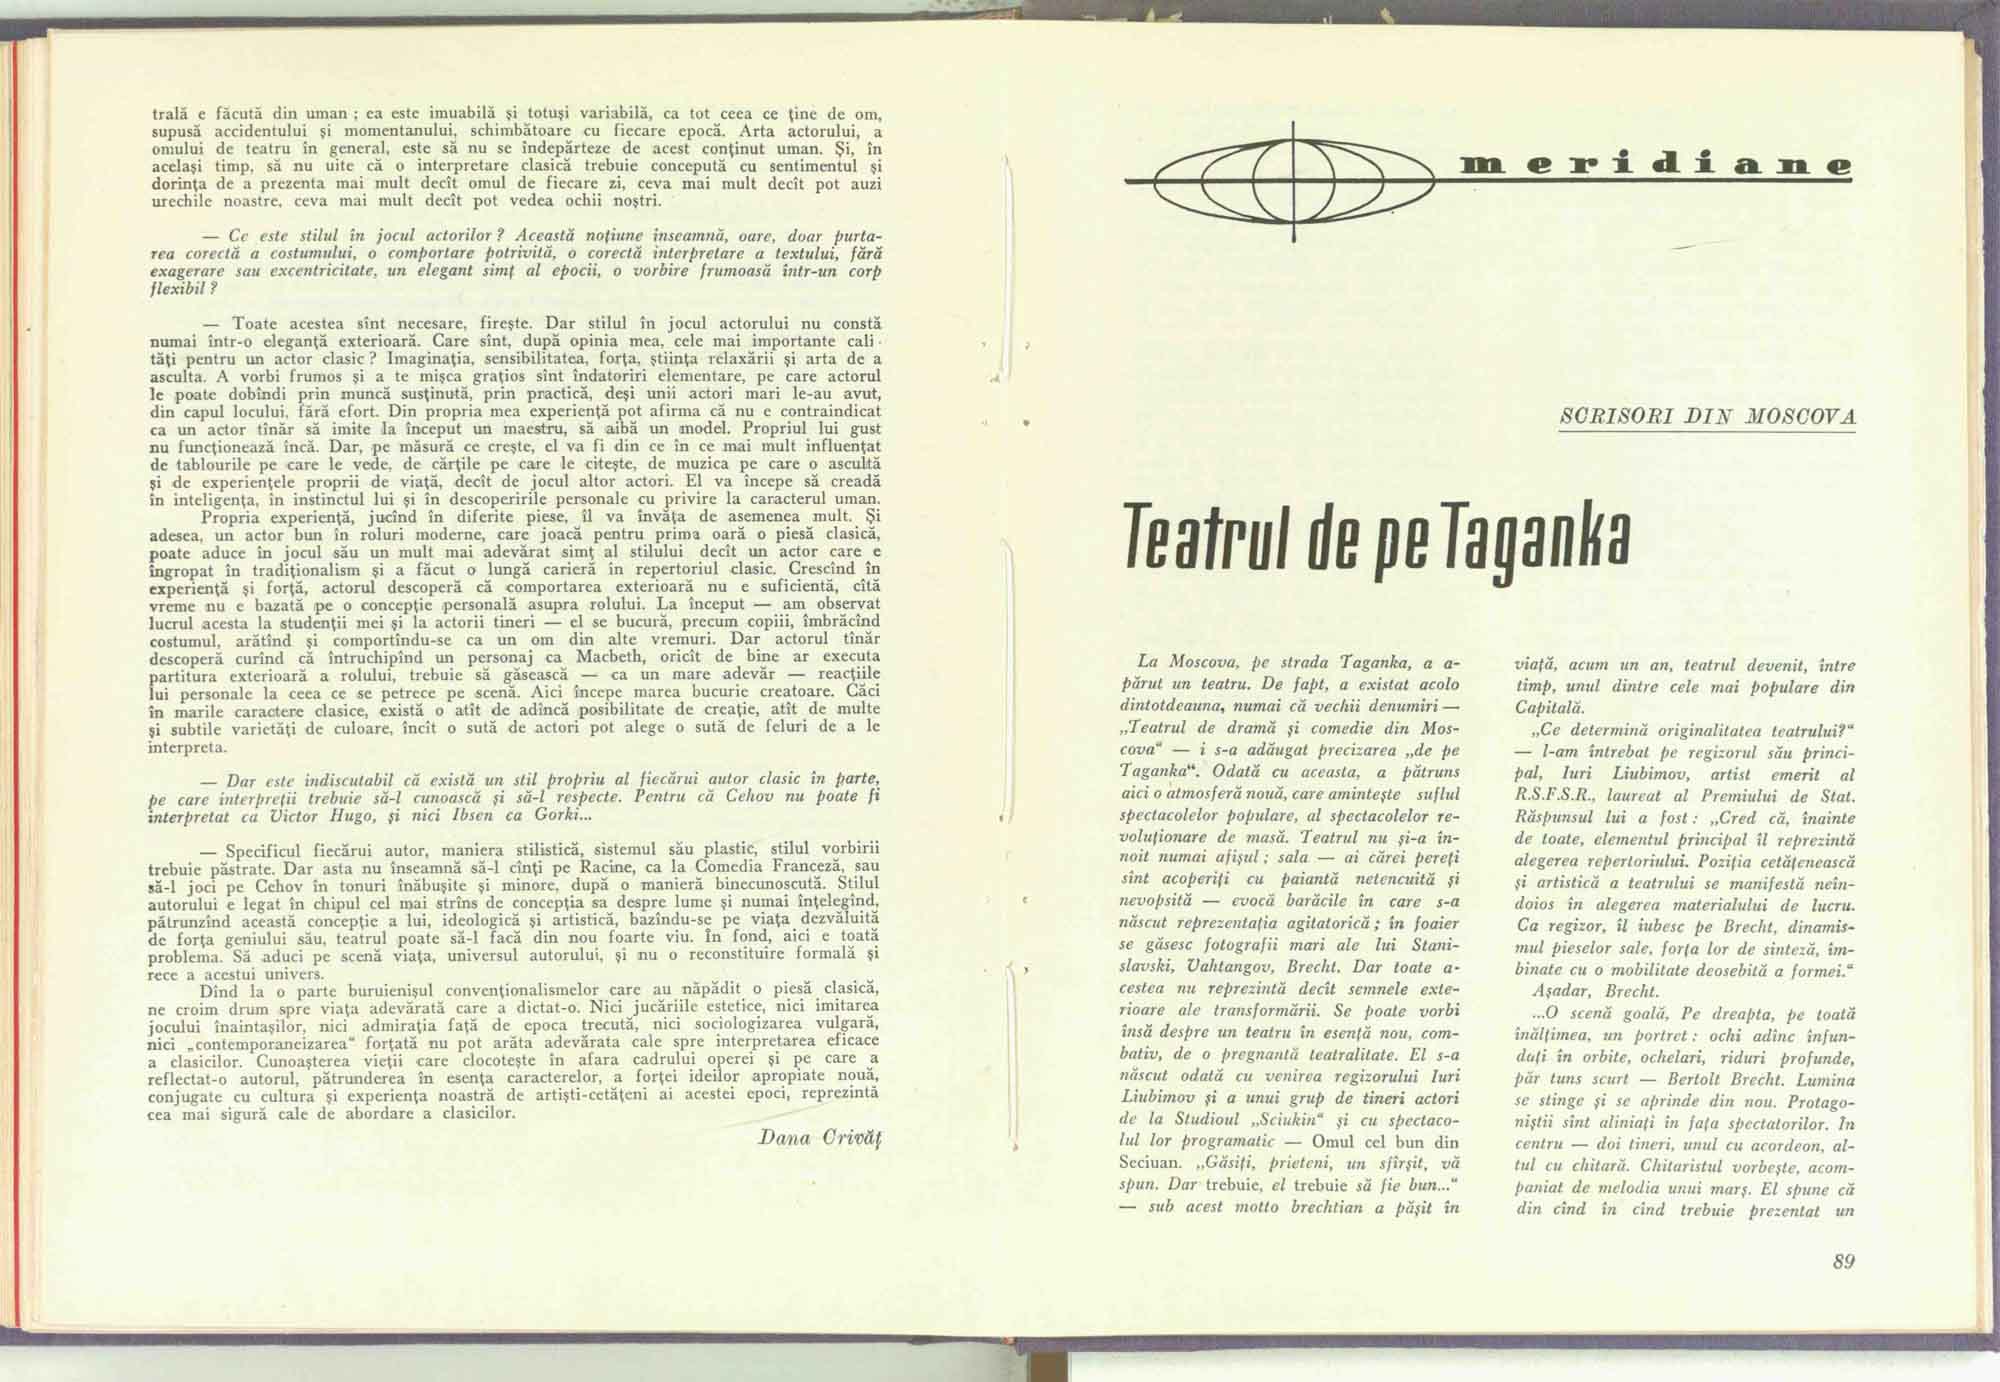 trală e făcută din uman ; ea este imuabilă și totuși variabilă, ca tot ceea ce ține de om,
supusă accidentului și momentanului, schimbătoare cu fiecare epocă. Arta actorului, a
omului de teatru în general, este să nu se îndepărteze de acest conținut uman. Și, în
același timp, să nu uite că o interpretare clasică trebuie concepută cu sentimentul și
dorința de a prezenta mai mult decît omul de fiecare zi, ceva mai mult decît pot auzi
urechile noastre, ceva mai mult decît pot vedea ochii noștri.
— Ce este stilul în jocul actorilor ? Această noțiune înseamnă, oare, doar purta-
rea corectă a costumului, o comportare potrivită, o corectă interpretare a textului, fără
exagerare sau excentricitate, un elegant simț al epocii, o vorbire frumoasă într-un corp
flexibil ?
— Toate acestea sînt necesare, firește. Dar stilul în jocul actorului nu constă
numai într-o eleganță exterioară. Care sînt, după opinia mea, cele mai importante cali-
tăți pentru un actor clasic ? Imaginația, sensibilitatea, forța, știința relaxării și arta de a
asculta. A vorbi frumos și a te mișca grațios sînt îndatoriri elementare, pe care actorul
le poate dobîndi prin muncă susținută, prin practică, deși unii actori mari le-au avut,
din capul locului, fără efort. Din propria mea experiență pot afirma că nu e contraindicat
ca un actor tînăr să imite la început un maestru, să aibă un model. Propriul lui gust
nu funcționează încă. Dar, pe măsură ce crește, el va fi din ce în ce mai mult influențat
de tablourile pe care le vede, de cărțile pe care le citește, de muzica pe care o ascultă
și de experiențele proprii de viață, decît de jocul altor actori. El va începe să creadă
în inteligența, în instinctul lui și în descoperirile personale cu privire la caracterul uman.
Propria experiență, jucînd în diferite piese, îl va învăța de asemenea mult. Și
adesea, un actor bun în roluri moderne, care joacă pentru prima oară o piesă clasică,
poate aduce în jocul său un mult mai adevărat simț al stilului decît un actor care e
îngropat în tradiționalism și a făcut o lungă carieră în repertoriul clasic. Crescînd în
experiență și forță, actorul descoperă că comportarea exterioară nu e suficientă, cîtă
vreme nu e bazată pe o concepție personală asupra rolului. La început — am observat
lucrul acesta la studenții mei și la actorii tineri — el se bucură, precum copiii, îmbrăcînd
costumul, arătînd și comportîndu-se ca un om din alte vremuri. Dar actorul tînăr
descoperă curînd că întruchipînd un personaj ca Macbeth, oricît de bine ar executa
partitura exterioară a rolului, trebuie să găsească — ca un mare adevăr — reacțiile
lui personale la ceea ce se petrece pe scenă. Aici începe marea bucurie creatoare. Căci
în marile caractere clasice, există o atît de adîncă posibilitate de creație, atît de multe
și subtile varietăți de culoare, încît o sută de actori pot alege o sută de feluri de a le
interpreta.
— Dar este indiscutabil că există un stil propriu al fiecărui autor clasic în parte,
pe care interpreții trebuie să-l cunoască și să-l respecte. Pentru că Cehov nu poate fi
interpretat ca Victor Hugo, și nici Ibsen ca Gorki...
— Specificul fiecărui autor, maniera stilistică, sistemul său plastic, stilul vorbirii
trebuie păstrate. Dar asta nu înseamnă să-l cînți pe Racine, ca la Comedia Franceză, sau
să-l joci pe Cehov în tonuri înăbușite și minore, după o manieră binecunoscută. Stilul
autorului e legat în chipul cel mai strîns de concepția sa despre lume și numai înțelegînd,
pătrunzînd această concepție a lui, ideologică și artistică, bazîndu-se pe viața dezvăluită
de forța geniului său, teatrul poate să-l facă din nou foarte viu. În fond, aici e toată
problema. Să aduci pe scenă viața, universul autorului, și nu o reconstituire formală și
rece a acestui univers.
Dînd la o parte buruienișul convenționalismelor care au năpădit o piesă clasică,
ne croim drum spre viața adevărată care a dictat-o. Nici jucăriile estetice, nici imitarea
jocului înaintașilor, nici admirația față de epoca trecută, nici sociologizarea vulgară,
nici „contemporaneizarea“ forțată nu pot arăta adevărata cale spre interpretarea eficace
a clasicilor. Cunoașterea vieții care clocotește în afara cadrului operei și pe care a
reflectat-o autorul, pătrunderea în esența caracterelor, a forței ideilor apropiate nouă,
conjugate cu cultura și experiența noastră de artiști-cetățeni ai acestei epoci, reprezintă
cea mai sigură cale de abordare a clasicilor.
Dana Crivăț
meridiane
SCRISORI DIN MOSCOVA
Teatrul de pe Taganka
La Moscova, pe strada Taganka, a a-
părut un teatru. De fapt, a existat acolo
dintotdeauna, numai că vechii denumiri —
„Teatrul de dramă și comedie din Mos-
cova“ — i s-a adăugat precizarea „de pe
Taganka“. Odată cu aceasta, a pătruns
aici o atmosferă nouă, care amintește suflul
spectacolelor populare, al spectacolelor re-
voluționare de masă. Teatrul nu și-a în-
noit numai afișul ; sala — ai cărei pereți
sînt acoperiți cu paiantă netencuită și
nevopsită — evocă barăcile în care s-a
născut reprezentația agitatorică ; în foaier
se găsesc fotografii mari ale lui Stani-
slavski, Vahtangov, Brecht. Dar toate a-
cestea nu reprezintă decît semnele exte-
rioare ale transformării. Se poate vorbi
însă despre un teatru în esență nou, com-
bativ, de o pregnantă teatralitate. El s-a
născut odată cu venirea regizorului Iuri
Liubimov și a unui grup de tineri actori
de la Studioul „Sciukin“ și cu spectaco-
lul lor programatic — Omul cel bun din
Seciuan. „Găsiți, prieteni, un sfîrșit, vă
spun. Dar trebuie, el trebuie să fie bun...“
— sub acest motto brechtian a pășit în
viață, acum un an, teatrul devenit, între
timp, unul dintre cele mai populare din
Capitală.
„Ce determină originalitatea teatrului?“
— l-am întrebat pe regizorul său princi-
pal, Iuri Liubimov, artist emerit al
R.S.F.S.R., laureat al Premiului de Stat.
Răspunsul lui a fost : „Cred că, înainte
de toate, elementul principal îl reprezintă
alegerea repertoriului. Poziția cetățenească
și artistică a teatrului se manifestă neîn-
doios în alegerea materialului de lucru.
Ca regizor, îl iubesc pe Brecht, dinamis-
mul pieselor sale, forța lor de sinteză, îm-
binate cu o mobilitate deosebită a formei.“
Așadar, Brecht.
...O scenă goală, Pe dreapta, pe toată
înălțimea, un portret : ochi adînc înfun-
dați în orbite, ochelari, riduri profunde,
păr tuns scurt — Bertolt Brecht. Lumina
se stinge și se aprinde din nou. Protago-
niștii sînt aliniați în fața spectatorilor. În
centru — doi tineri, unul cu acordeon, al-
tul cu chitară. Chitaristul vorbește, acom-
paniat de melodia unui marș. El spune că
din cînd în cînd trebuie prezentat un
89